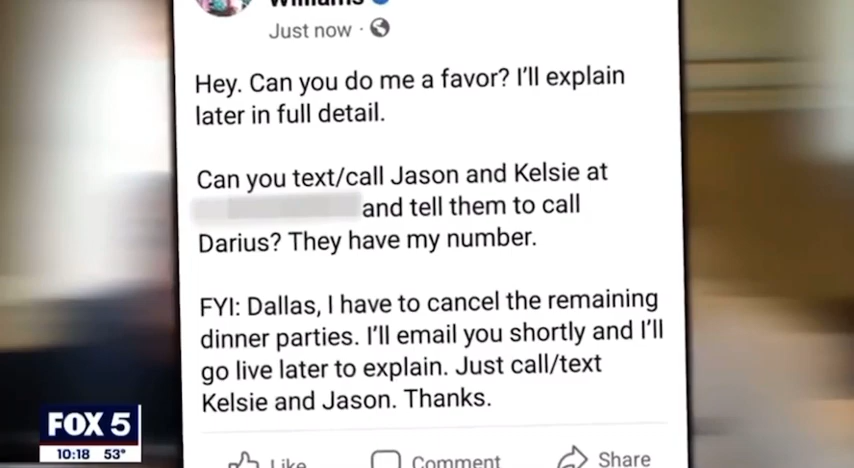 Williams
Just now ·
Hey. Can you do me a favor? I'll explain
later in full detail.
Can you text/call Jason and Kelsie at
and tell them to call
Darius? They have my number.
FYI: Dallas, I have to cancel the remaining
dinner parties. I'll email you shortly and I'll
go live later to explain. Just call/text
Kelsie and Jason. Thanks.
Like Comment Share
FOX 5
10:18 53°